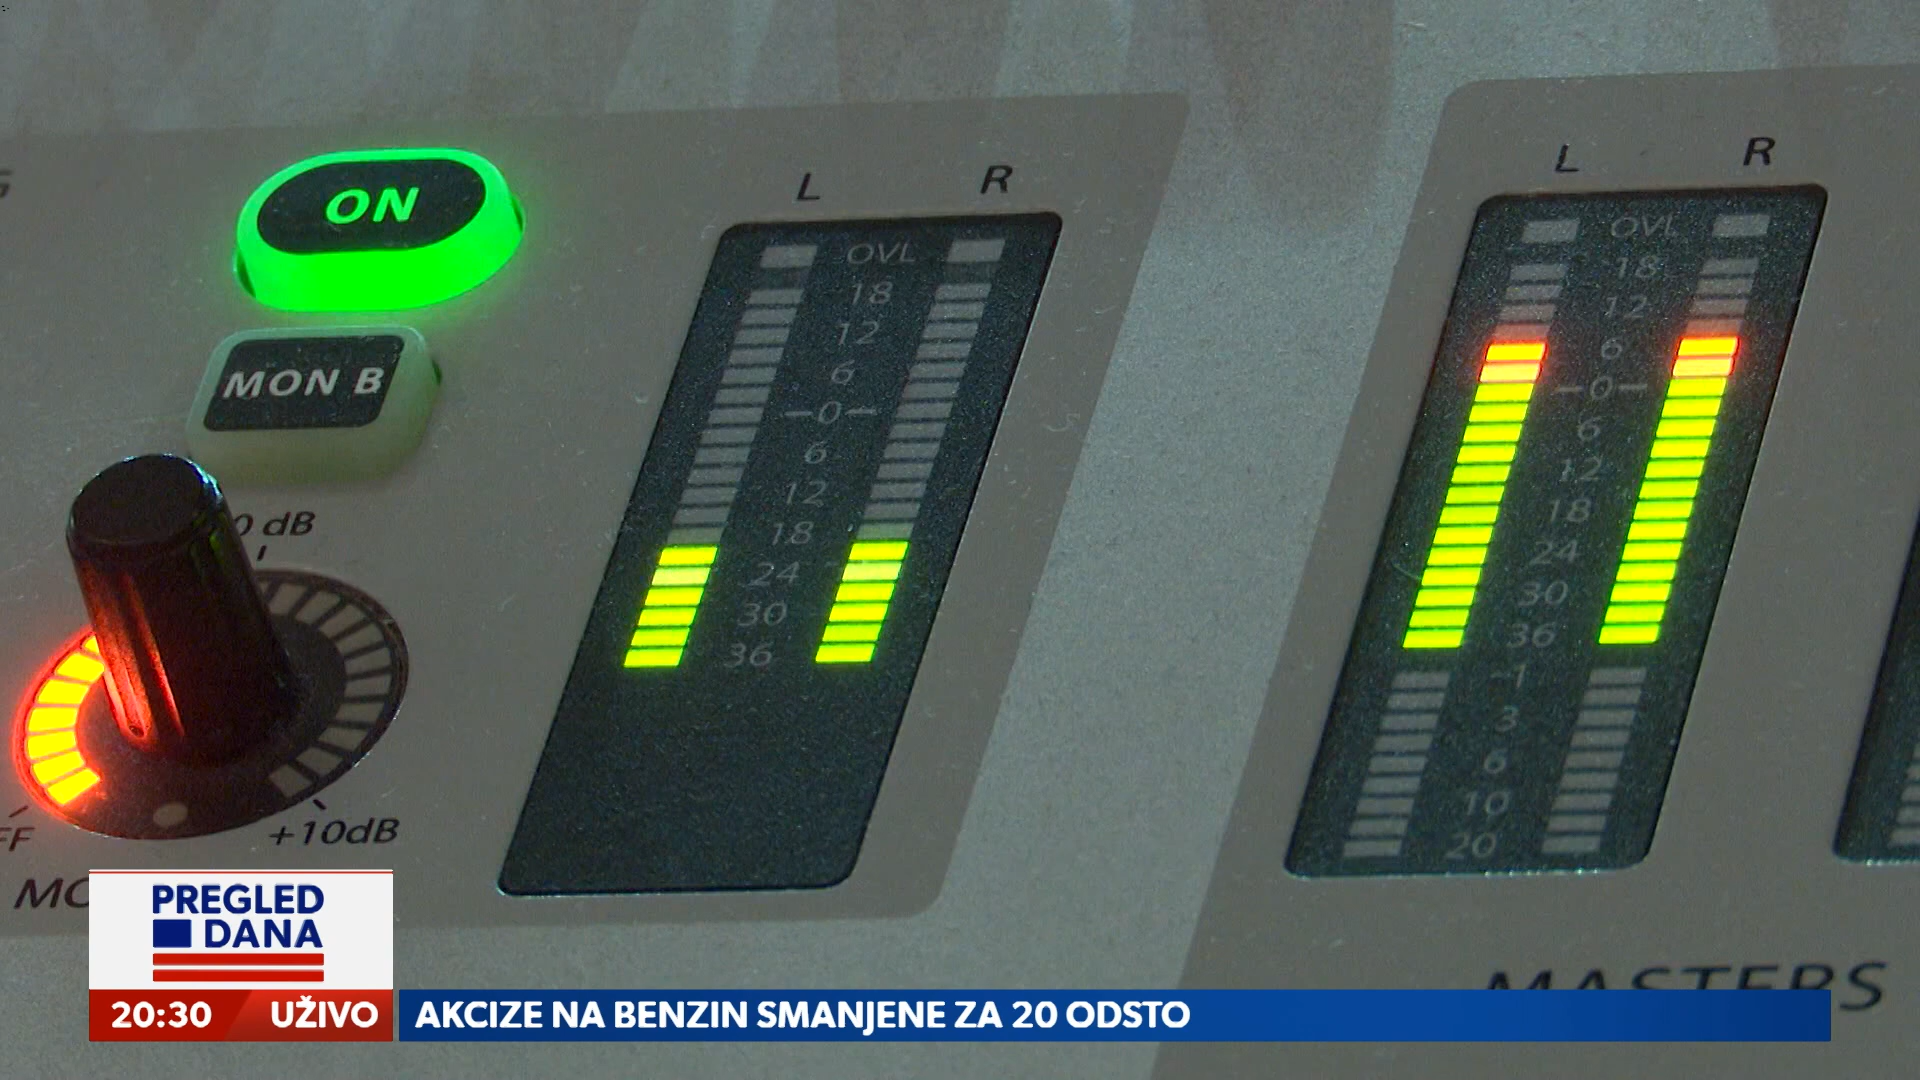 L R
L R
ON
OVL
18
12
6
0
6
12
18
24
30
36
OVL
18
12
6
0
6
12
18
24
30
36
1
3
6
10
20
MON B
0 dB
+10dB
MASTERS
PREGLED
DANA
20:30 UŽIVO AKCIZE NA BENZIN SMANJENE ZA 20 ODSTO